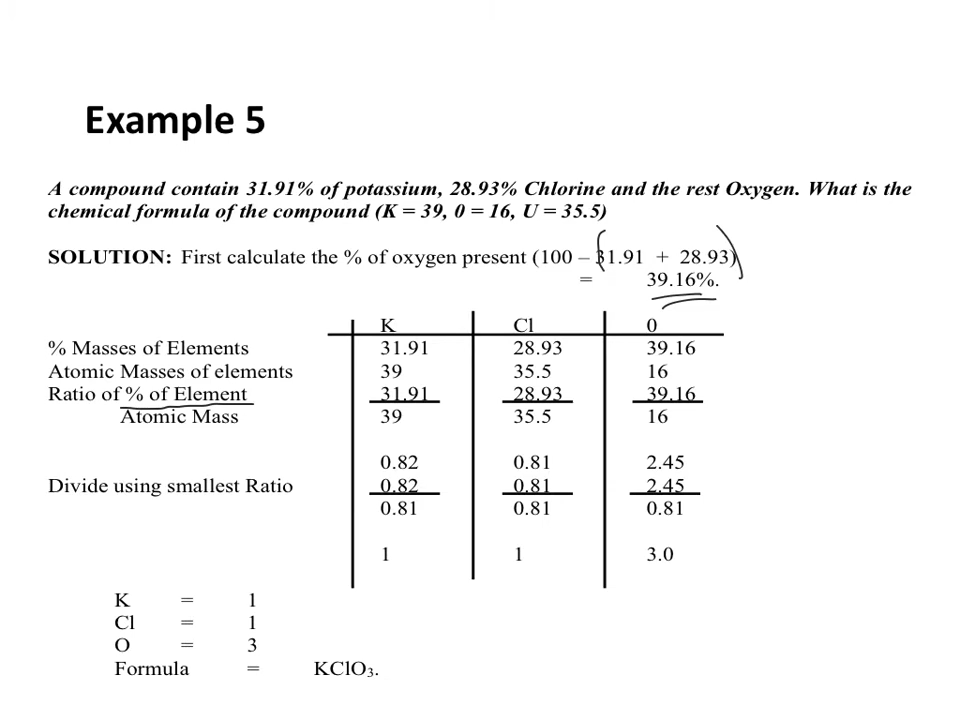 Example 5
A compound contain 31.91% of potassium, 28.93% Chlorine and the rest Oxygen. What is the
chemical formula of the compound (K = 39, 0 = 16, U = 35.5)
SOLUTION: First calculate the % of oxygen present (100 – 31.91 + 28.93)
= 39.16%.
K Cl 0
% Masses of Elements 31.91 28.93 39.16
Atomic Masses of elements 39 35.5 16
Ratio of % of Element 31.91 28.93 39.16
Atomic Mass 39 35.5 16
0.82 0.81 2.45
Divide using smallest Ratio 0.82 0.81 2.45
0.81 0.81 0.81
1 1 3.0
K = 1
Cl = 1
O = 3
Formula = KClO₃.